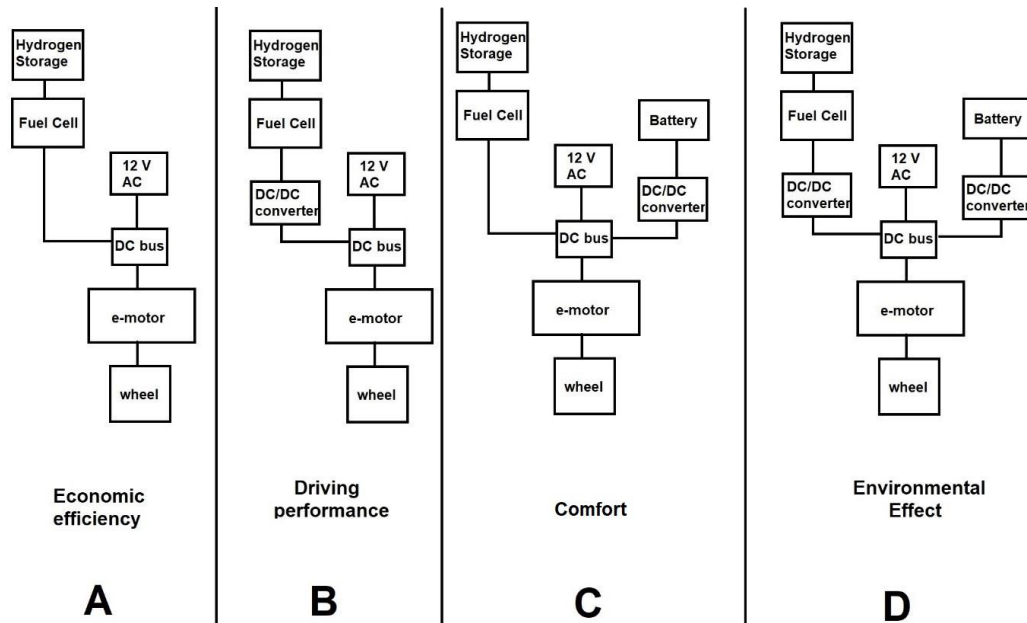 Hydrogen
Storage
Fuel Cell
12 V
AC
DC bus
e-motor
wheel
Economic
efficiency
A
Hydrogen
Storage
Fuel Cell
DC/DC
converter
12 V
AC
DC bus
e-motor
wheel
Driving
performance
B
Hydrogen
Storage
Fuel Cell
Battery
12 V
AC
DC/DC
converter
DC bus
e-motor
wheel
Comfort
C
Hydrogen
Storage
Fuel Cell
Battery
DC/DC
converter
12 V
AC
DC/DC
converter
DC bus
e-motor
wheel
Environmental
Effect
D